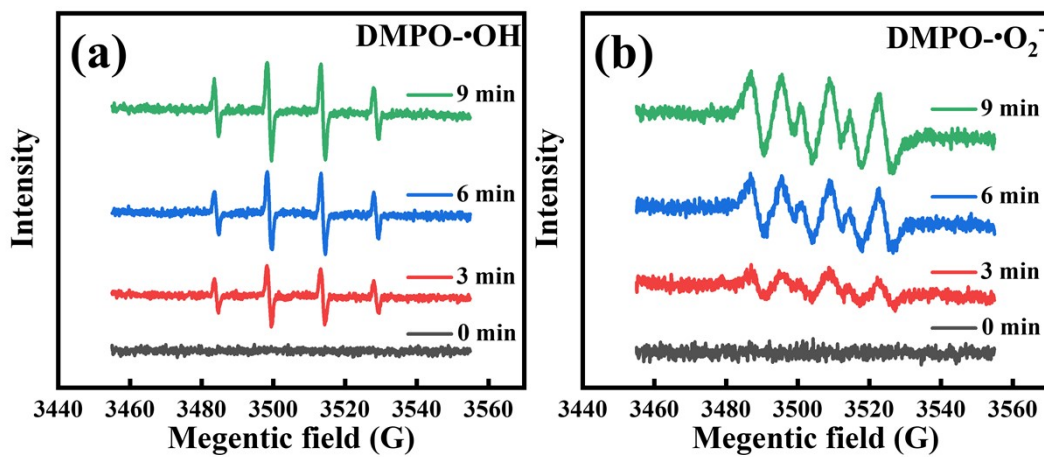 (a)
DMPO-•OH
9 min
6 min
3 min
0 min
Intensity
3440 3460 3480 3500 3520 3540 3560
Megentic field (G)
(b)
DMPO-•O₂⁻
9 min
6 min
3 min
0 min
Intensity
3440 3460 3480 3500 3520 3540 3560
Megentic field (G)